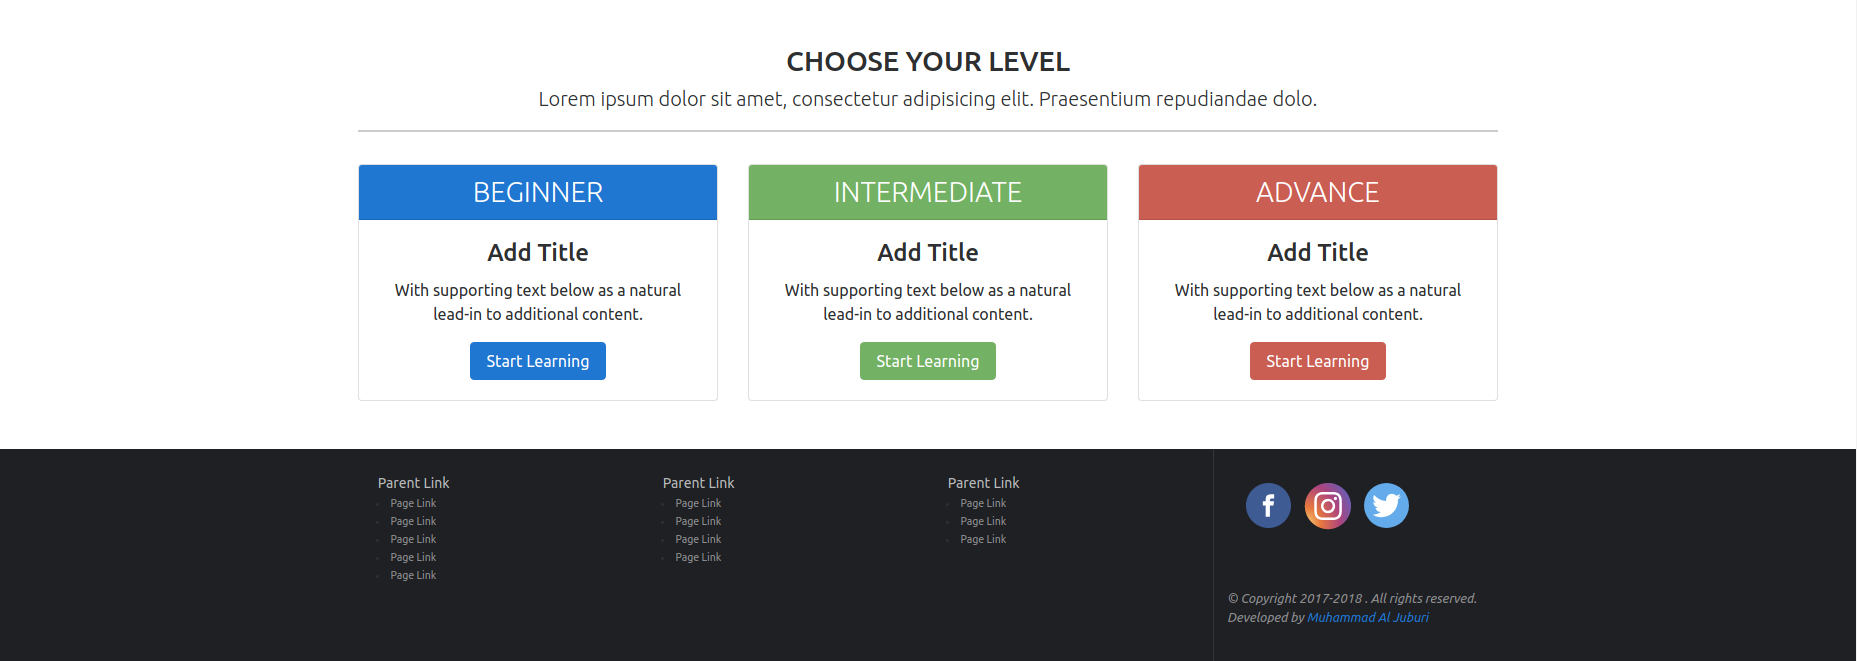 CHOOSE YOUR LEVEL
Lorem ipsum dolor sit amet, consectetur adipisicing elit. Praesentium repudiandae dolo.
BEGINNER
Add Title
With supporting text below as a natural
lead-in to additional content.
Start Learning
INTERMEDIATE
Add Title
With supporting text below as a natural
lead-in to additional content.
Start Learning
ADVANCE
Add Title
With supporting text below as a natural
lead-in to additional content.
Start Learning
Parent Link
Page Link
Page Link
Page Link
Page Link
Page Link
Parent Link
Page Link
Page Link
Page Link
Page Link
Parent Link
Page Link
Page Link
Page Link
© Copyright 2017-2018 . All rights reserved.
Developed by Muhammad Al Juburi